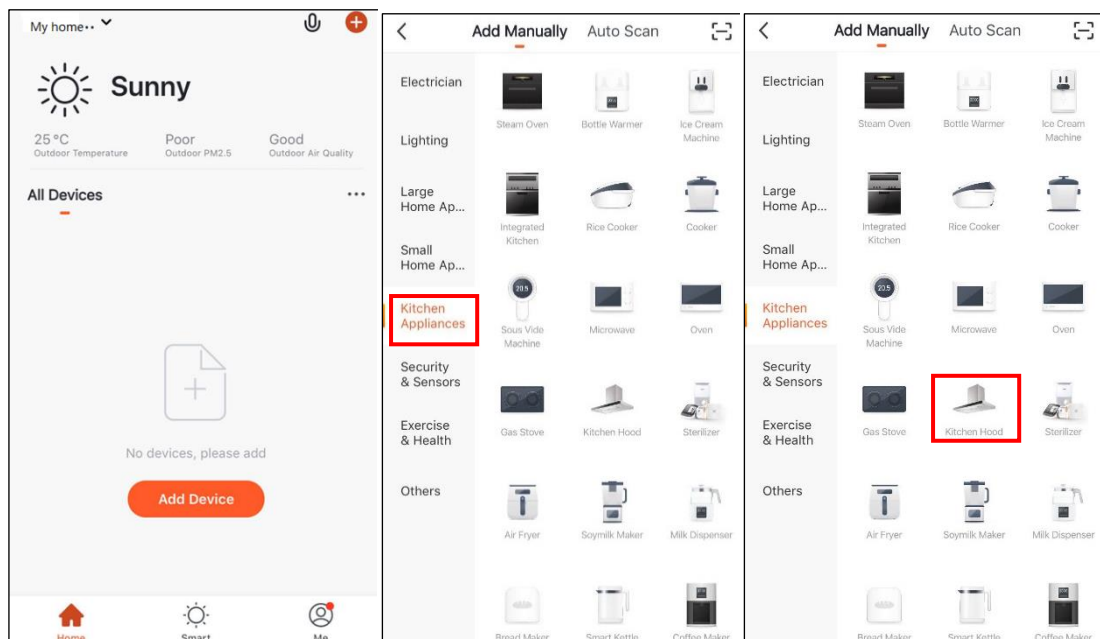 My home..
Sunny
25 °C
Poor
Good
Outdoor Temperature
Outdoor PM2.5
Outdoor Air Quality
All Devices
No devices, please add
Add Device
Home
Smart
Me
Add Manually
Auto Scan
Electrician
Lighting
Large
Home Ap...
Small
Home Ap...
Kitchen
Appliances
Security
& Sensors
Exercise
& Health
Others
Steam Oven
Bottle Warmer
Ice Cream
Machine
Integrated
Kitchen
Rice Cooker
Cooker
20.5
Sous Vide
Machine
Microwave
Oven
Gas Stove
Kitchen Hood
Sterilizer
Air Fryer
Soymilk Maker
Milk Dispenser
Bread Maker
Smart Kettle
Coffee Maker
Add Manually
Auto Scan
Electrician
Lighting
Large
Home Ap...
Small
Home Ap...
Kitchen
Appliances
Security
& Sensors
Exercise
& Health
Others
Steam Oven
Bottle Warmer
Ice Cream
Machine
Integrated
Kitchen
Rice Cooker
Cooker
20.5
Sous Vide
Machine
Microwave
Oven
Gas Stove
Kitchen Hood
Sterilizer
Air Fryer
Soymilk Maker
Milk Dispenser
Bread Maker
Smart Kettle
Coffee Maker